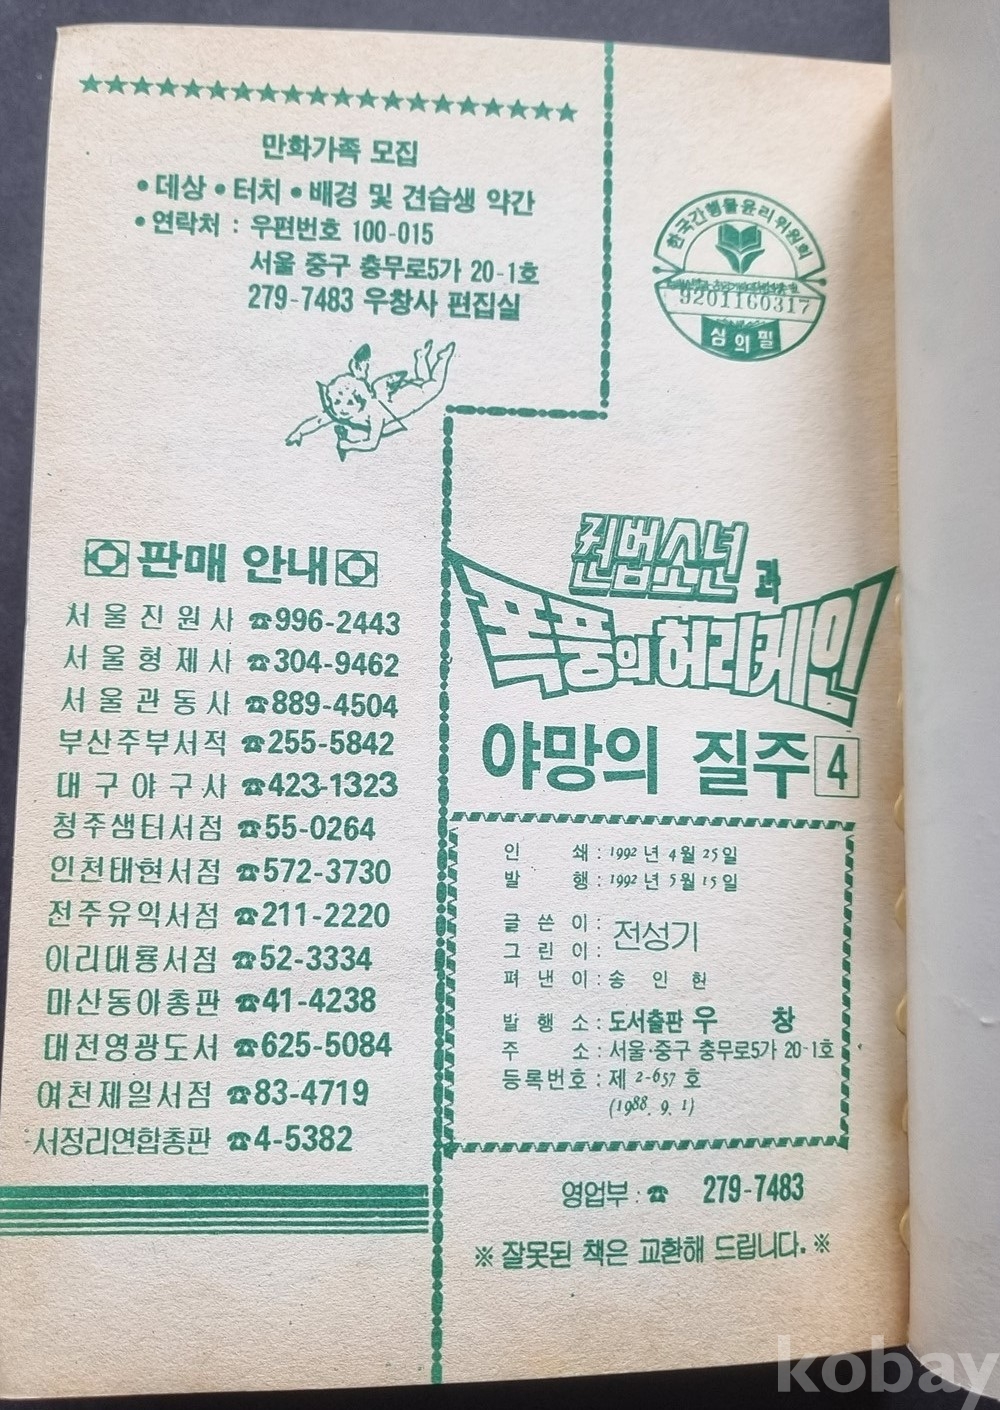 만화가족 모집
• 데상 • 터치 • 배경 및 견습생 약간
• 연락처 : 우편번호 100-015
서울 중구 충무로5가 20-1호
279-7483 우창사 편집실
한국간행물윤리위원회
9201160317
심의필
판매 안내
서울진원사 ☎996-2443
서울형제사 ☎304-9462
서울관동사 ☎889-4504
부산주부서적 ☎255-5842
대구야구사 ☎423-1323
청주샘터서점 ☎55-0264
인천태현서점 ☎572-3730
전주유익서점 ☎211-2220
이리대룡서점 ☎52-3334
마산동아총판 ☎41-4238
대전영광도서 ☎625-5084
여천제일서점 ☎83-4719
서정리연합총판 ☎4-5382
소년과
폭풍의 허리케인
야망의 질주 4
인 쇄 : 1992년 4월 25일
발 행 : 1992년 5월 15일
글 쓴 이 :
그 린 이 : 전성기
펴 낸 이 : 송 인 헌
발 행 소 : 도서출판 우 창
주 소 : 서울·중구 충무로5가 20-1호
등록번호 : 제 2-657 호
(1988. 9. 1)
영업부 : ☎ 279-7483
※ 잘못된 책은 교환해 드립니다. ※
kobay